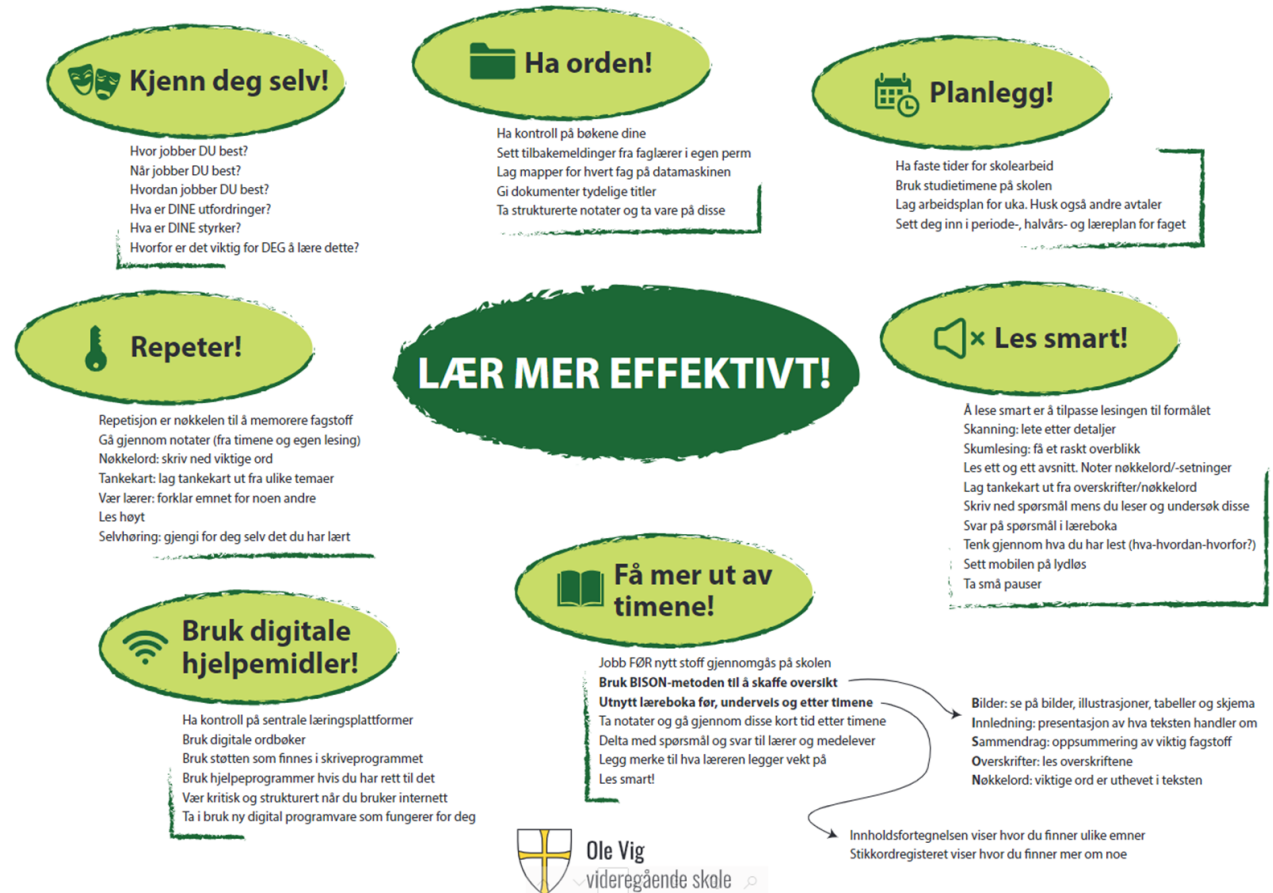 Kjenn deg selv!
Hvor jobber DU best?
Når jobber DU best?
Hvordan jobber DU best?
Hva er DINE utfordringer?
Hva er DINE styrker?
Hvorfor er det viktig for DEG å lære dette?
Ha orden!
Ha kontroll på bøkene dine
Sett tilbakemeldinger fra faglærer i egen perm
Lag mapper for hvert fag på datamaskinen
Gi dokumenter tydelige titler
Ta strukturerte notater og ta vare på disse
Planlegg!
Ha faste tider for skolearbeid
Bruk studietimene på skolen
Lag arbeidsplan for uka. Husk også andre avtaler
Sett deg inn i periode-, halvårs- og læreplan for faget
Repeter!
Repetisjon er nøkkelen til å memorere fagstoff
Gå gjennom notater (fra timene og egen lesing)
Nøkkelord: skriv ned viktige ord
Tankekart: lag tankekart ut fra ulike temaer
Vær lærer: forklar emnet for noen andre
Les høyt
Selvhøring: gjengi for deg selv det du har lært
LÆR MER EFFEKTIVT!
Les smart!
Å lese smart er å tilpasse lesingen til formålet
Skanning: lete etter detaljer
Skumlesing: få et raskt overblikk
Les ett og ett avsnitt. Noter nøkkelord/-setninger
Lag tankekart ut fra overskrifter/nøkkelord
Skriv ned spørsmål mens du leser og undersøk disse
Svar på spørsmål i læreboka
Tenk gjennom hva du har lest (hva-hvordan-hvorfor?)
Sett mobilen på lydløs
Ta små pauser
Bruk digitale
hjelpemidler!
Ha kontroll på sentrale læringsplattformer
Bruk digitale ordbøker
Bruk støtten som finnes i skriveprogrammet
Bruk hjelpeprogrammer hvis du har rett til det
Vær kritisk og strukturert når du bruker internett
Ta i bruk ny digital programvare som fungerer for deg
Få mer ut av
timene!
Jobb FØR nytt stoff gjennomgås på skolen
Bruk BISON-metoden til å skaffe oversikt
Utnytt læreboka før, underveis og etter timene
Ta notater og gå gjennom disse kort tid etter timene
Delta med spørsmål og svar til lærer og medelever
Legg merke til hva læreren legger vekt på
Les smart!
Bilder: se på bilder, illustrasjoner, tabeller og skjema
Innledning: presentasjon av hva teksten handler om
Sammendrag: oppsummering av viktig fagstoff
Overskrifter: les overskriftene
Nøkkelord: viktige ord er uthevet i teksten
Innholdsfortegnelsen viser hvor du finner ulike emner
Stikkordregisteret viser hvor du finner mer om noe
Ole Vig
videregående skole